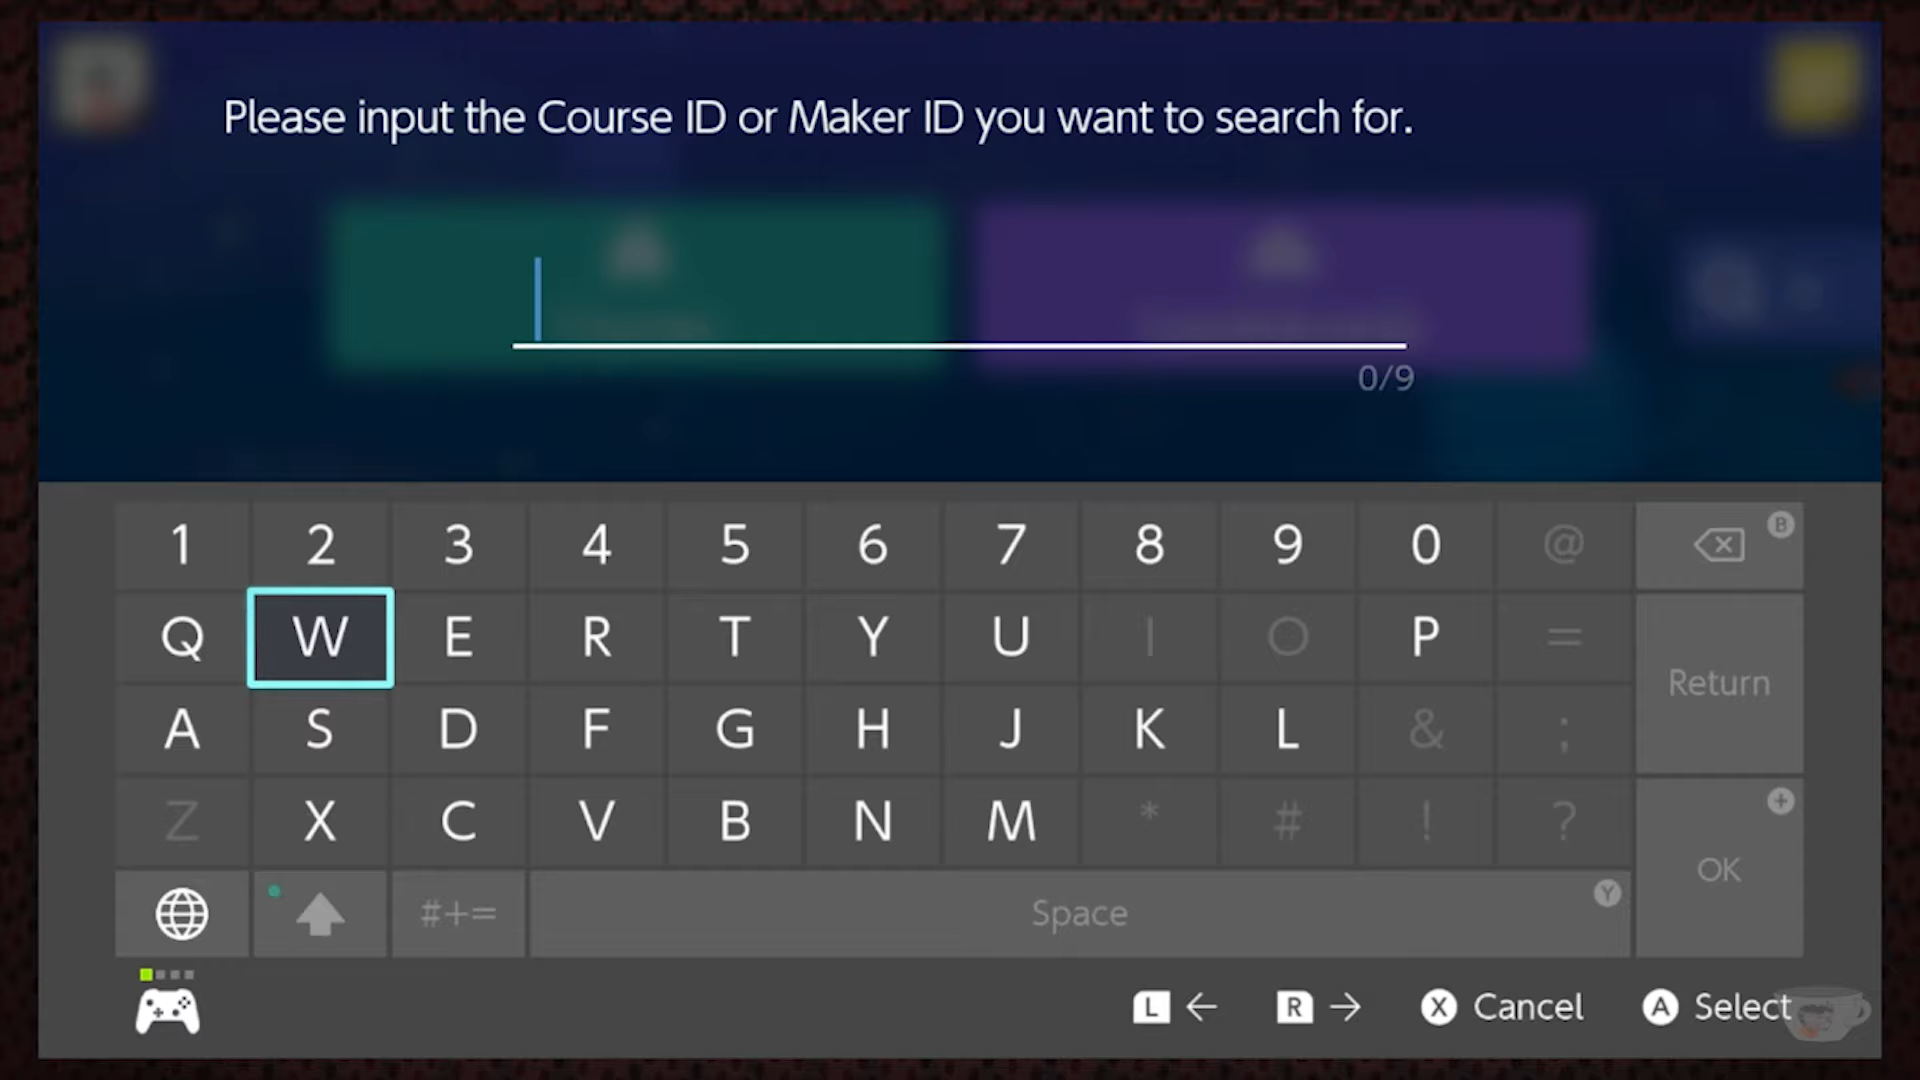 Please input the Course ID or Maker ID you want to search for.
0/9
1 2 3 4 5 6 7 8 9 0 @ B
Q W E R T Y U I O P = Return
A S D F G H J K L & ;
Z X C V B N M * # ! ? + OK
#+= Space Y
L ← R → X Cancel A Select